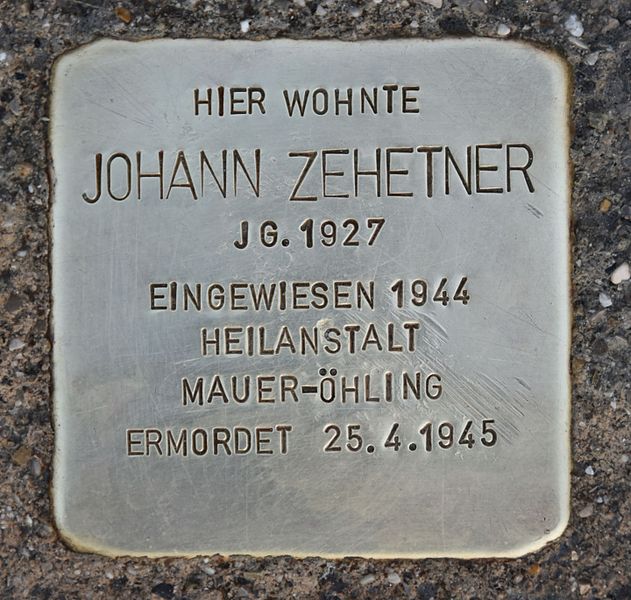 HIER WOHNTE
JOHANN ZEHETNER
JG. 1927
EINGEWIESEN 1944
HEILANSTALT
MAUER-ÖHLING
ERMORDET 25.4.1945